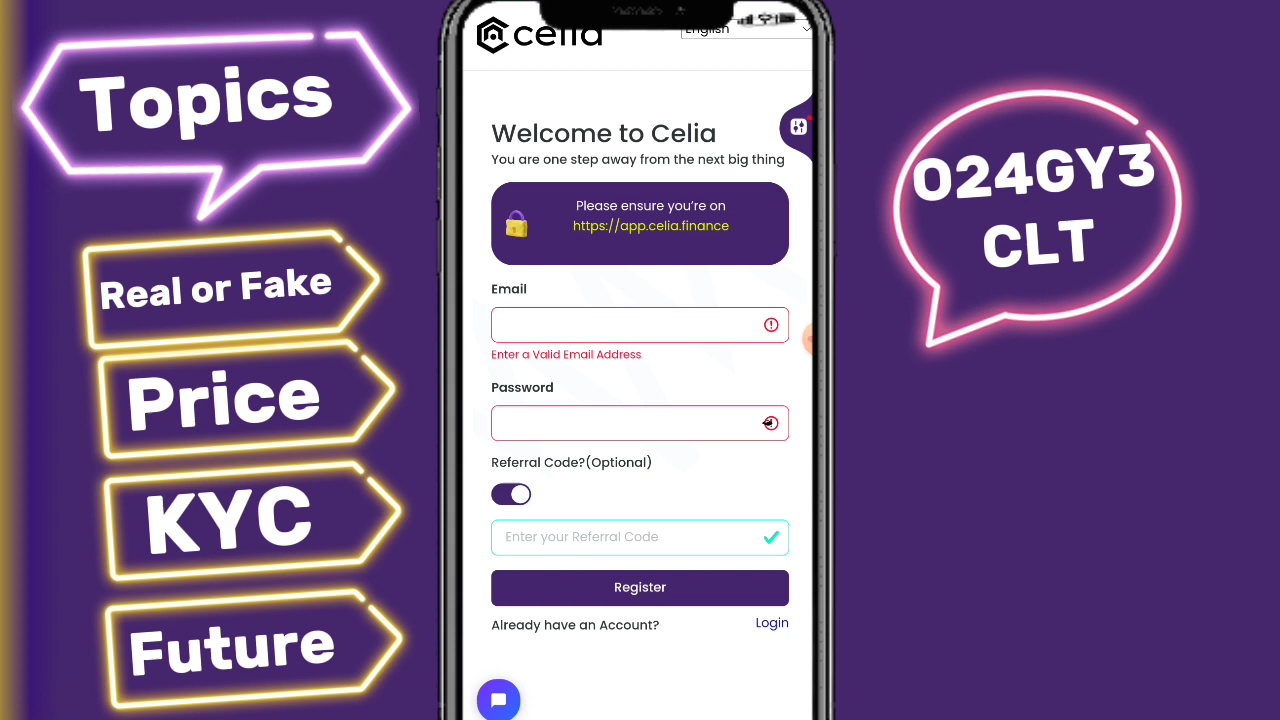 Topics
Real or Fake
Price
KYC
Future
celia
English
Welcome to Celia
You are one step away from the next big thing
Please ensure you’re on
https://app.celia.finance
Email
Enter a Valid Email Address
Password
Referral Code?(Optional)
Enter your Referral Code
Register
Already have an Account?
Login
O24GY3
CLT